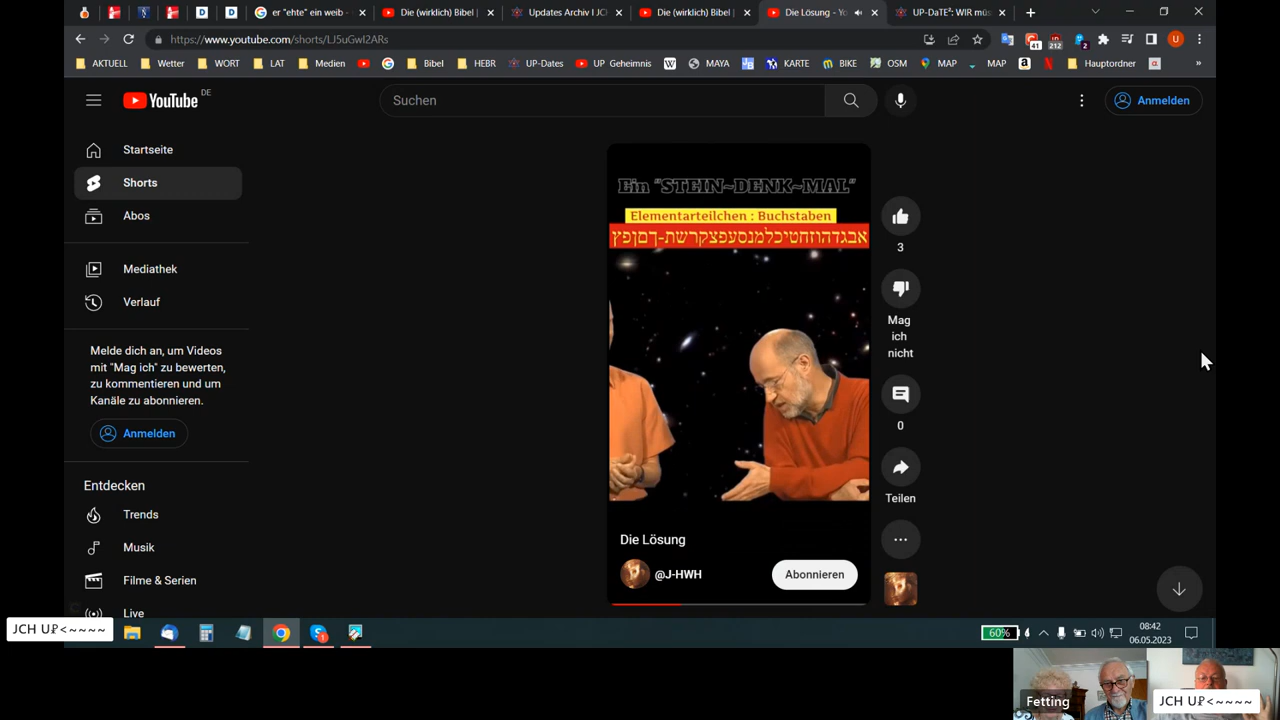 er "ehte" ein weib -
Die (wirklich) Bibel |
Updates Archiv I JC
Die (wirklich) Bibel |
Die Lösung - Yo
UP-DaTE²: WIR müs
https://www.youtube.com/shorts/LJ5uGwI2ARs
41
212
2
U
AKTUELL
Wetter
WORT
LAT
Medien
Bibel
HEBR
UP-Dates
UP Geheimnis
MAYA
KARTE
BIKE
OSM
MAP
MAP
Hauptordner
YouTube DE
Suchen
Anmelden
Startseite
Shorts
Abos
Mediathek
Verlauf
Melde dich an, um Videos
mit "Mag ich" zu bewerten,
zu kommentieren und um
Kanäle zu abonnieren.
Anmelden
Entdecken
Trends
Musik
Filme & Serien
Live
Ein "STEIN~DENK~MAL"
Elementarteilchen : Buchstaben
אבגדהוזחטיכלמנסעפצקרשת-ךםןףץ
3
Mag
ich
nicht
0
Teilen
Die Lösung
@J-HWH
Abonnieren
JCH UP<~~~~
60%
08:42
06.05.2023
Fetting
JCH UP<~~~~